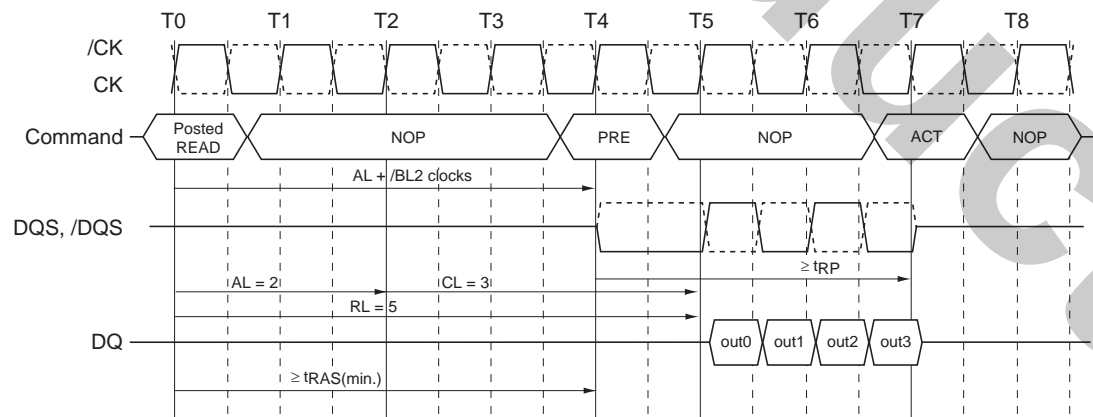 T0 T1 T2 T3 T4 T5 T6 T7 T8
/CK
CK
Command Posted READ NOP PRE NOP ACT NOP
AL + /BL2 clocks
DQS, /DQS
≥ tRP
AL = 2 CL = 3
RL = 5
DQ out0 out1 out2 out3
≥ tRAS(min.)